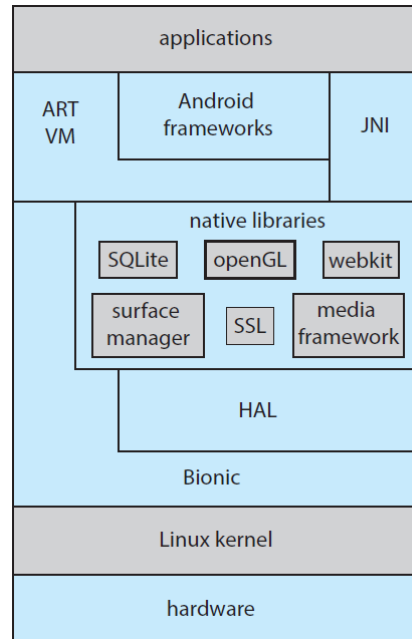 applications
ART
VM
Android
frameworks
JNI
native libraries
SQLite
openGL
webkit
surface
manager
SSL
media
framework
HAL
Bionic
Linux kernel
hardware